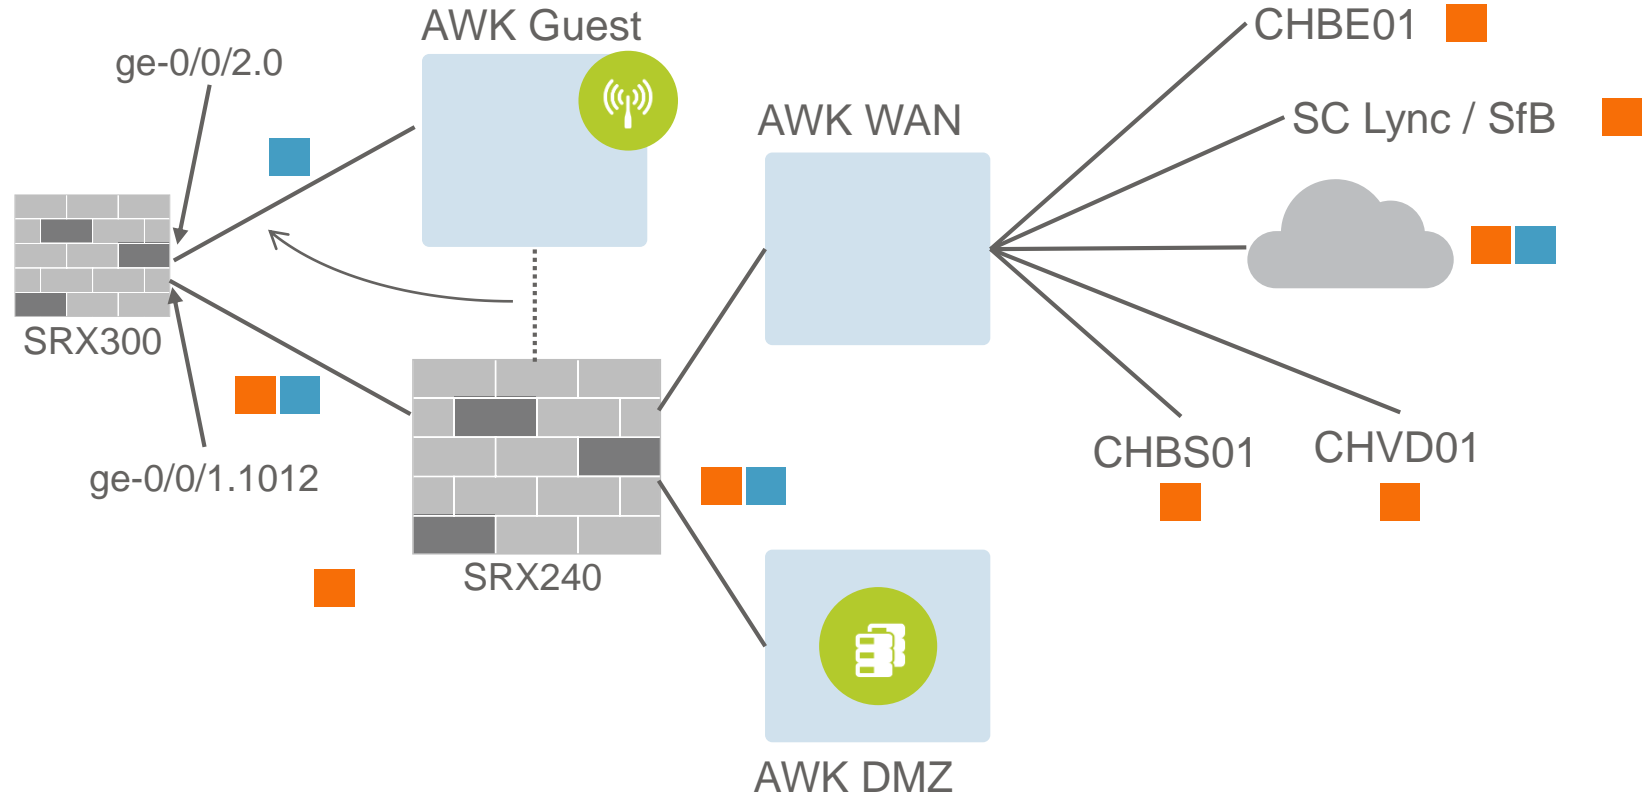 AWK Guest
CHBE01
ge-0/0/2.0
SC Lync / SfB
AWK WAN
SRX300
CHBS01
CHVD01
ge-0/0/1.1012
SRX240
AWK DMZ